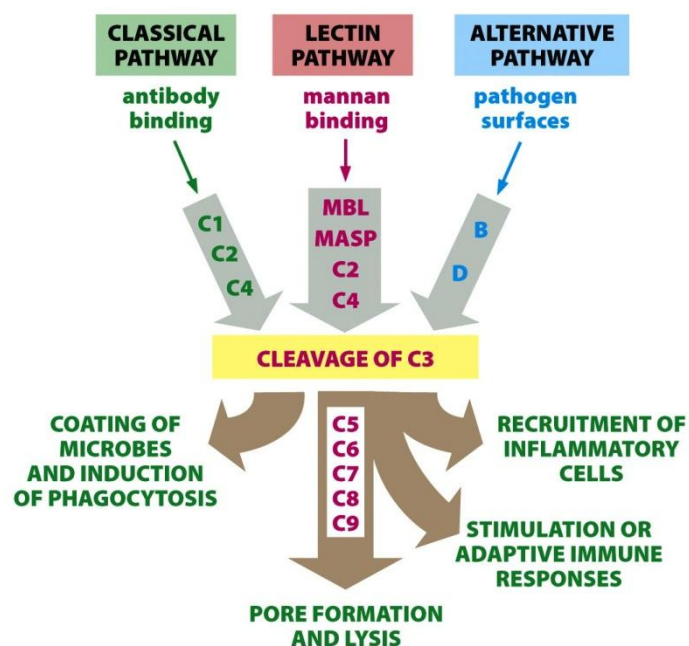 CLASSICAL
PATHWAY
LECTIN
PATHWAY
ALTERNATIVE
PATHWAY
antibody
binding
mannan
binding
pathogen
surfaces
C1
C2
C4
MBL
MASP
C2
C4
B
D
CLEAVAGE OF C3
COATING OF
MICROBES
AND INDUCTION
OF PHAGOCYTOSIS
C5
C6
C7
C8
C9
RECRUITMENT OF
INFLAMMATORY
CELLS
STIMULATION OR
ADAPTIVE IMMUNE
RESPONSES
PORE FORMATION
AND LYSIS